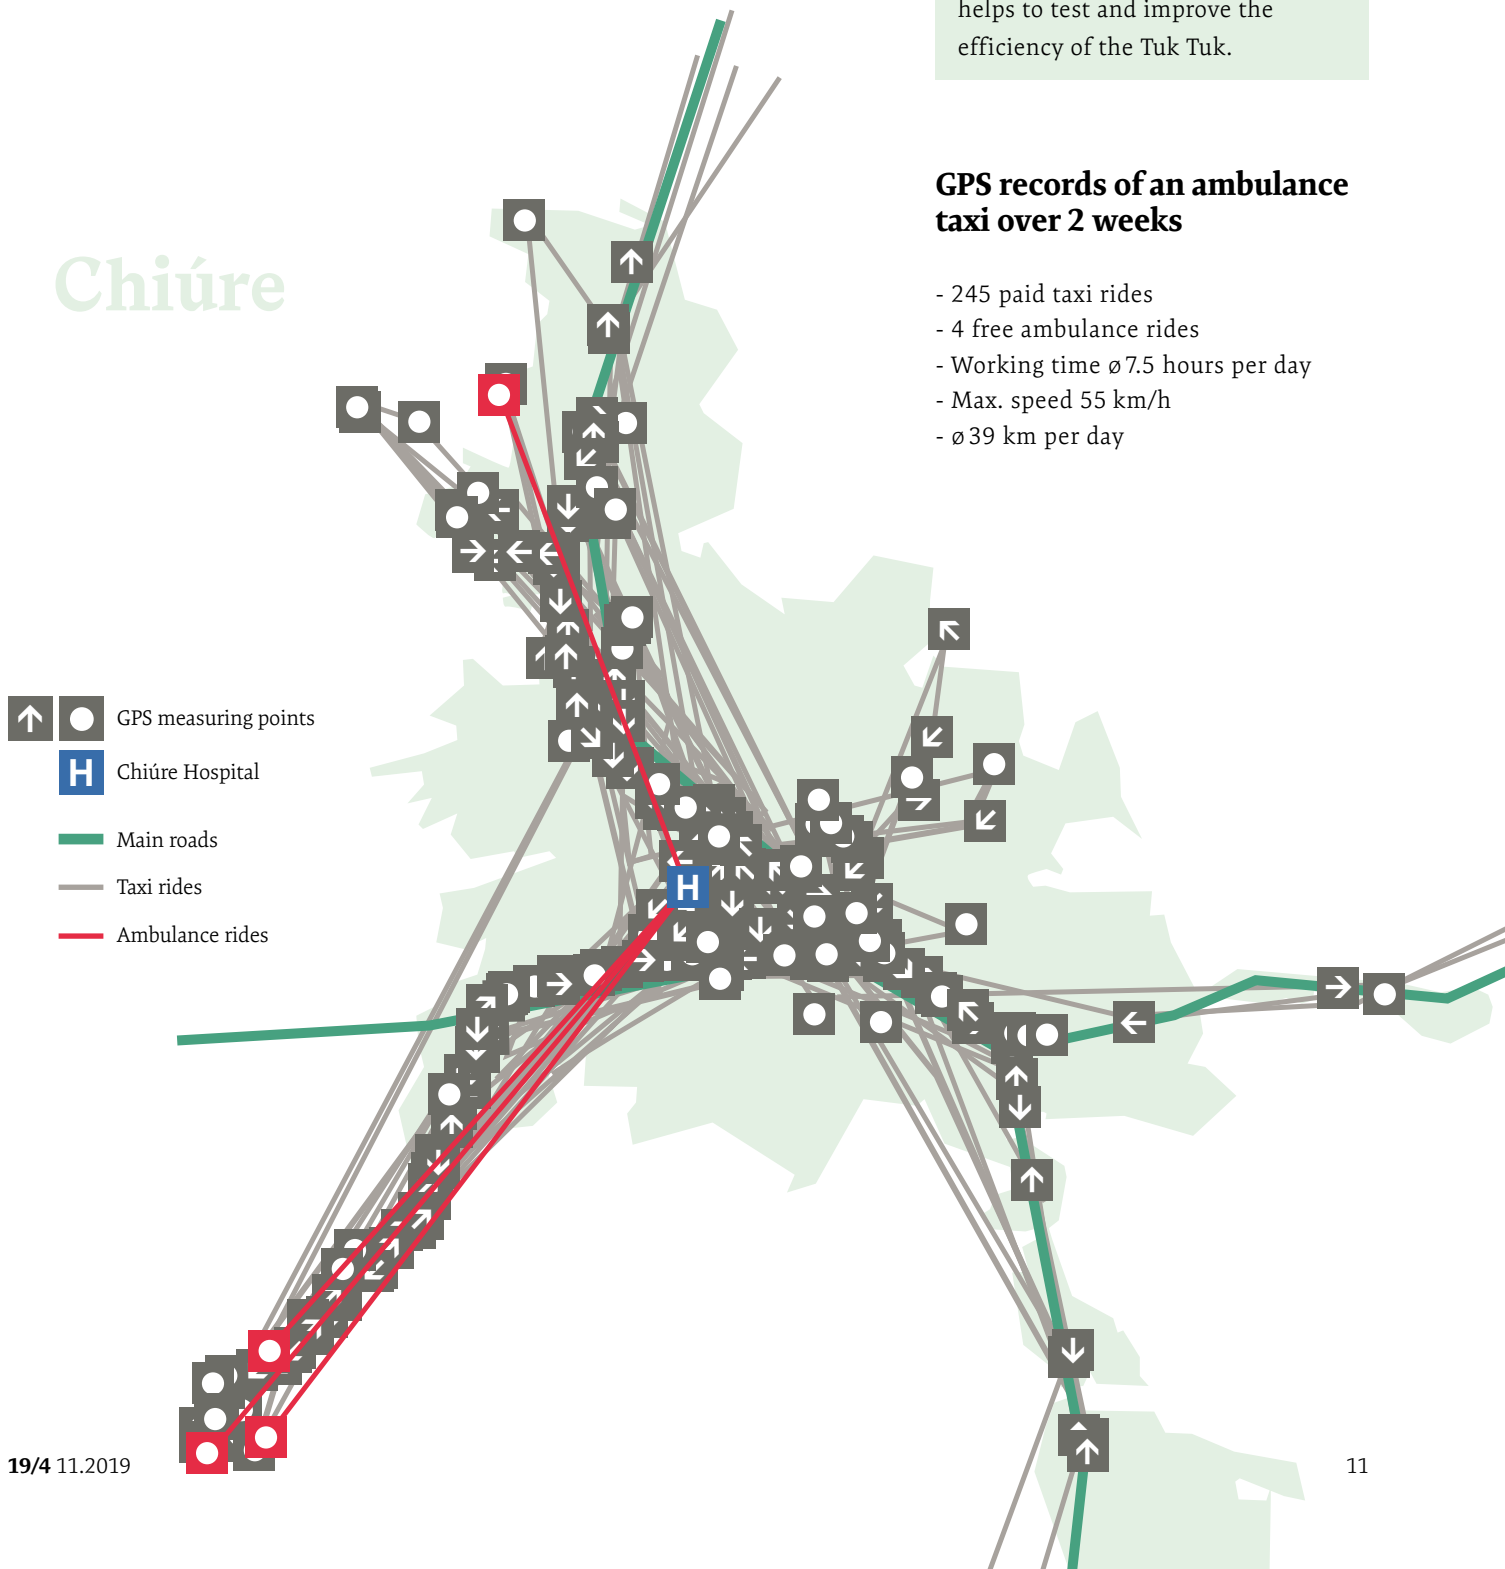 helps to test and improve the
efficiency of the Tuk Tuk.
GPS records of an ambulance
taxi over 2 weeks
- 245 paid taxi rides
- 4 free ambulance rides
- Working time ø 7.5 hours per day
- Max. speed 55 km/h
- ø 39 km per day
Chiúre
GPS measuring points
H Chiúre Hospital
Main roads
Taxi rides
Ambulance rides
H
19/4 11.2019
11